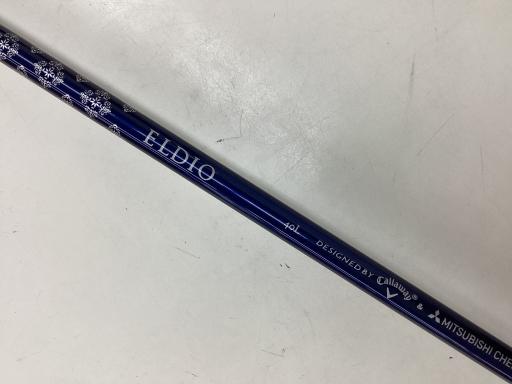 ELDIO 40L DESIGNED BY Callaway® & MITSUBISHI CHE